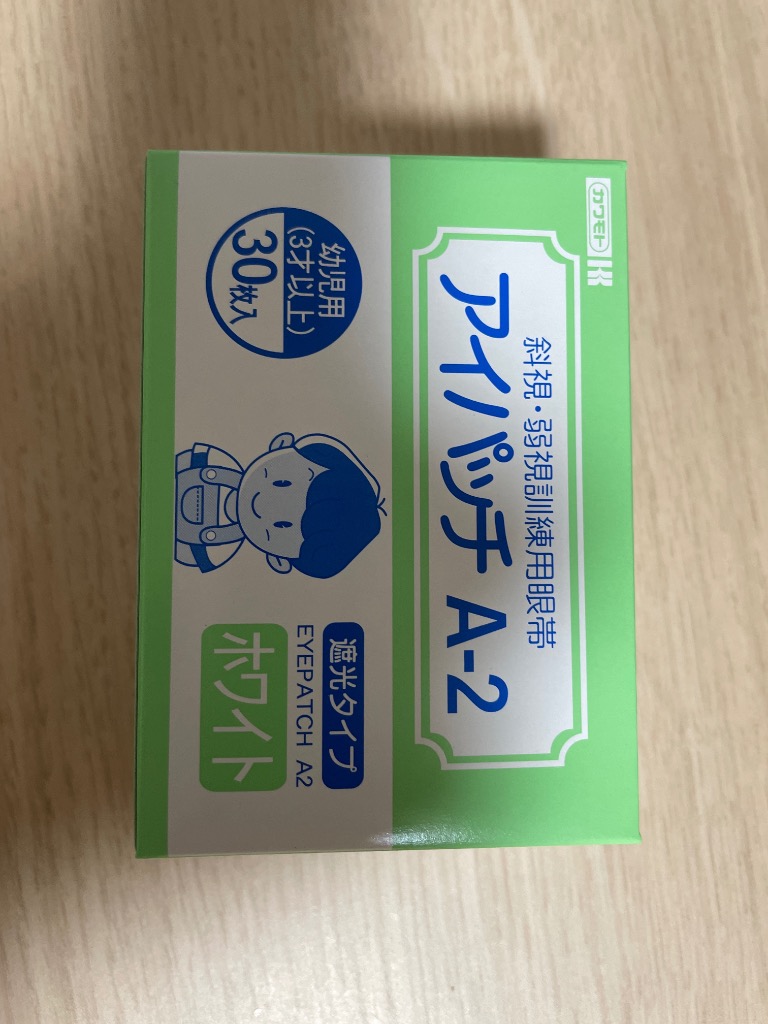 カワモト
斜視・弱視訓練用眼帯
アイパッチ A-2
幼児用
(3才以上)
30枚入
遮光タイプ
EYEPATCH A2
ホワイト